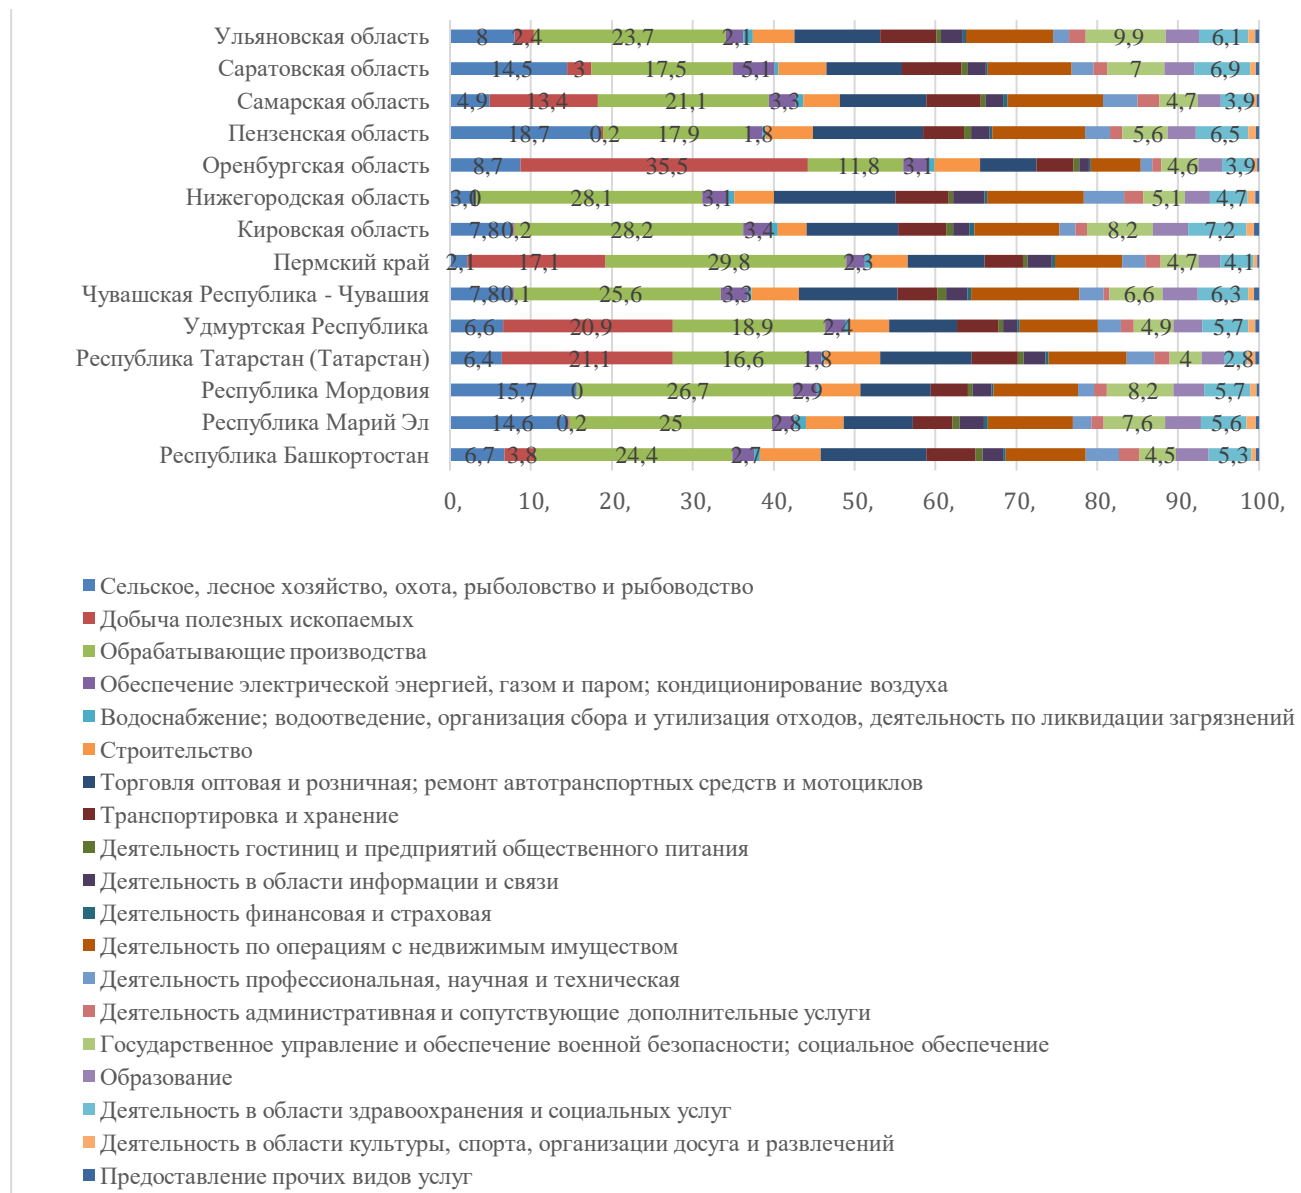 Ульяновская область 8 2,4 23,7 2,1 9,9 6,1
Саратовская область 14,5 3 17,5 5,1 7 6,9
Самарская область 4,9 13,4 21,1 3,3 4,7 3,9
Пензенская область 18,7 0,2 17,9 1,8 5,6 6,5
Оренбургская область 8,7 35,5 11,8 3,1 4,6 3,9
Нижегородская область 3,0 28,1 3,1 5,1 4,7
Кировская область 7,8 0,2 28,2 3,4 8,2 7,2
Пермский край 2,1 17,1 29,8 2,3 4,7 4,1
Чувашская Республика - Чувашия 7,8 0,1 25,6 3,3 6,6 6,3
Удмуртская Республика 6,6 20,9 18,9 2,4 4,9 5,7
Республика Татарстан (Татарстан) 6,4 21,1 16,6 1,8 4 2,8
Республика Мордовия 15,7 0 26,7 2,9 8,2 5,7
Республика Марий Эл 14,6 0,2 25 2,8 7,6 5,6
Республика Башкортостан 6,7 3,8 24,4 2,7 4,5 5,3
0, 10, 20, 30, 40, 50, 60, 70, 80, 90, 100,
Сельское, лесное хозяйство, охота, рыболовство и рыбоводство
Добыча полезных ископаемых
Обрабатывающие производства
Обеспечение электрической энергией, газом и паром; кондиционирование воздуха
Водоснабжение; водоотведение, организация сбора и утилизация отходов, деятельность по ликвидации загрязнений
Строительство
Торговля оптовая и розничная; ремонт автотранспортных средств и мотоциклов
Транспортировка и хранение
Деятельность гостиниц и предприятий общественного питания
Деятельность в области информации и связи
Деятельность финансовая и страховая
Деятельность по операциям с недвижимым имуществом
Деятельность профессиональная, научная и техническая
Деятельность административная и сопутствующие дополнительные услуги
Государственное управление и обеспечение военной безопасности; социальное обеспечение
Образование
Деятельность в области здравоохранения и социальных услуг
Деятельность в области культуры, спорта, организации досуга и развлечений
Предоставление прочих видов услуг